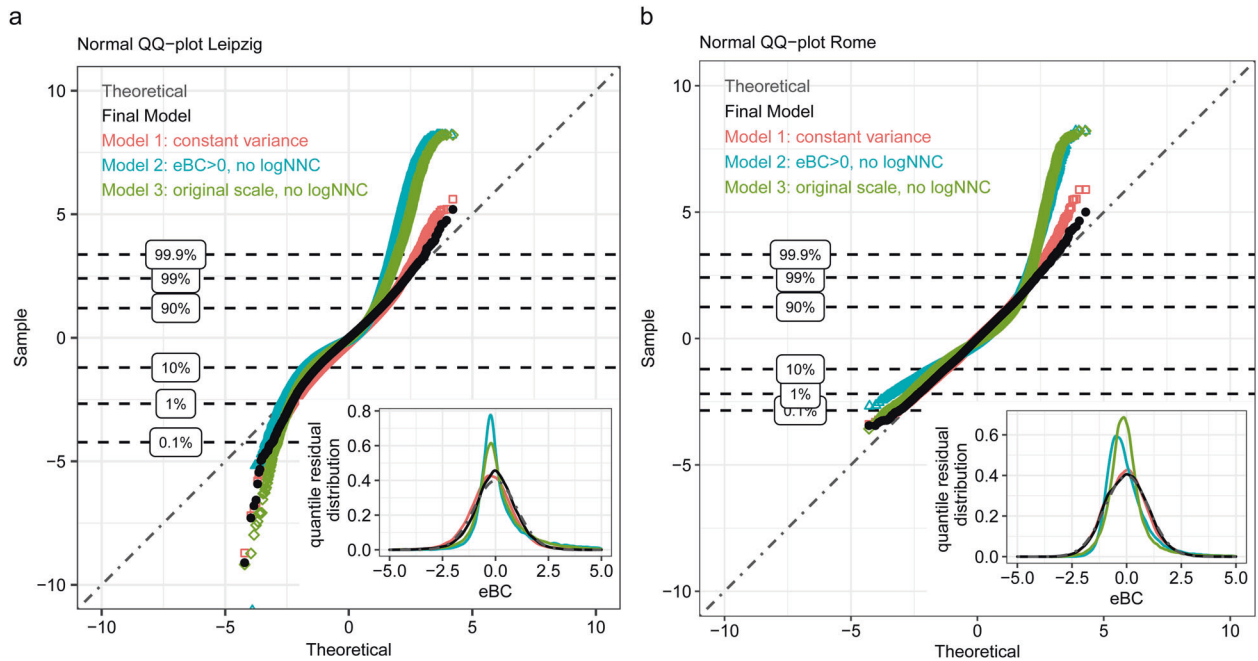 a
Normal QQ-plot Leipzig
Theoretical
Final Model
Model 1: constant variance
Model 2: eBC>0, no logNNC
Model 3: original scale, no logNNC
10
5
0
−5
−10
Sample
99.9%
99%
90%
10%
1%
0.1%
−10
−5
0
5
10
Theoretical
0.8
0.6
0.4
0.2
0.0
quantile residual
distribution
−5.0
−2.5
0.0
2.5
5.0
eBC
b
Normal QQ-plot Rome
Theoretical
Final Model
Model 1: constant variance
Model 2: eBC>0, no logNNC
Model 3: original scale, no logNNC
10
5
0
−5
−10
Sample
99.9%
99%
90%
10%
1%
0.1%
−10
−5
0
5
10
Theoretical
0.6
0.4
0.2
0.0
quantile residual
distribution
−5.0
−2.5
0.0
2.5
5.0
eBC